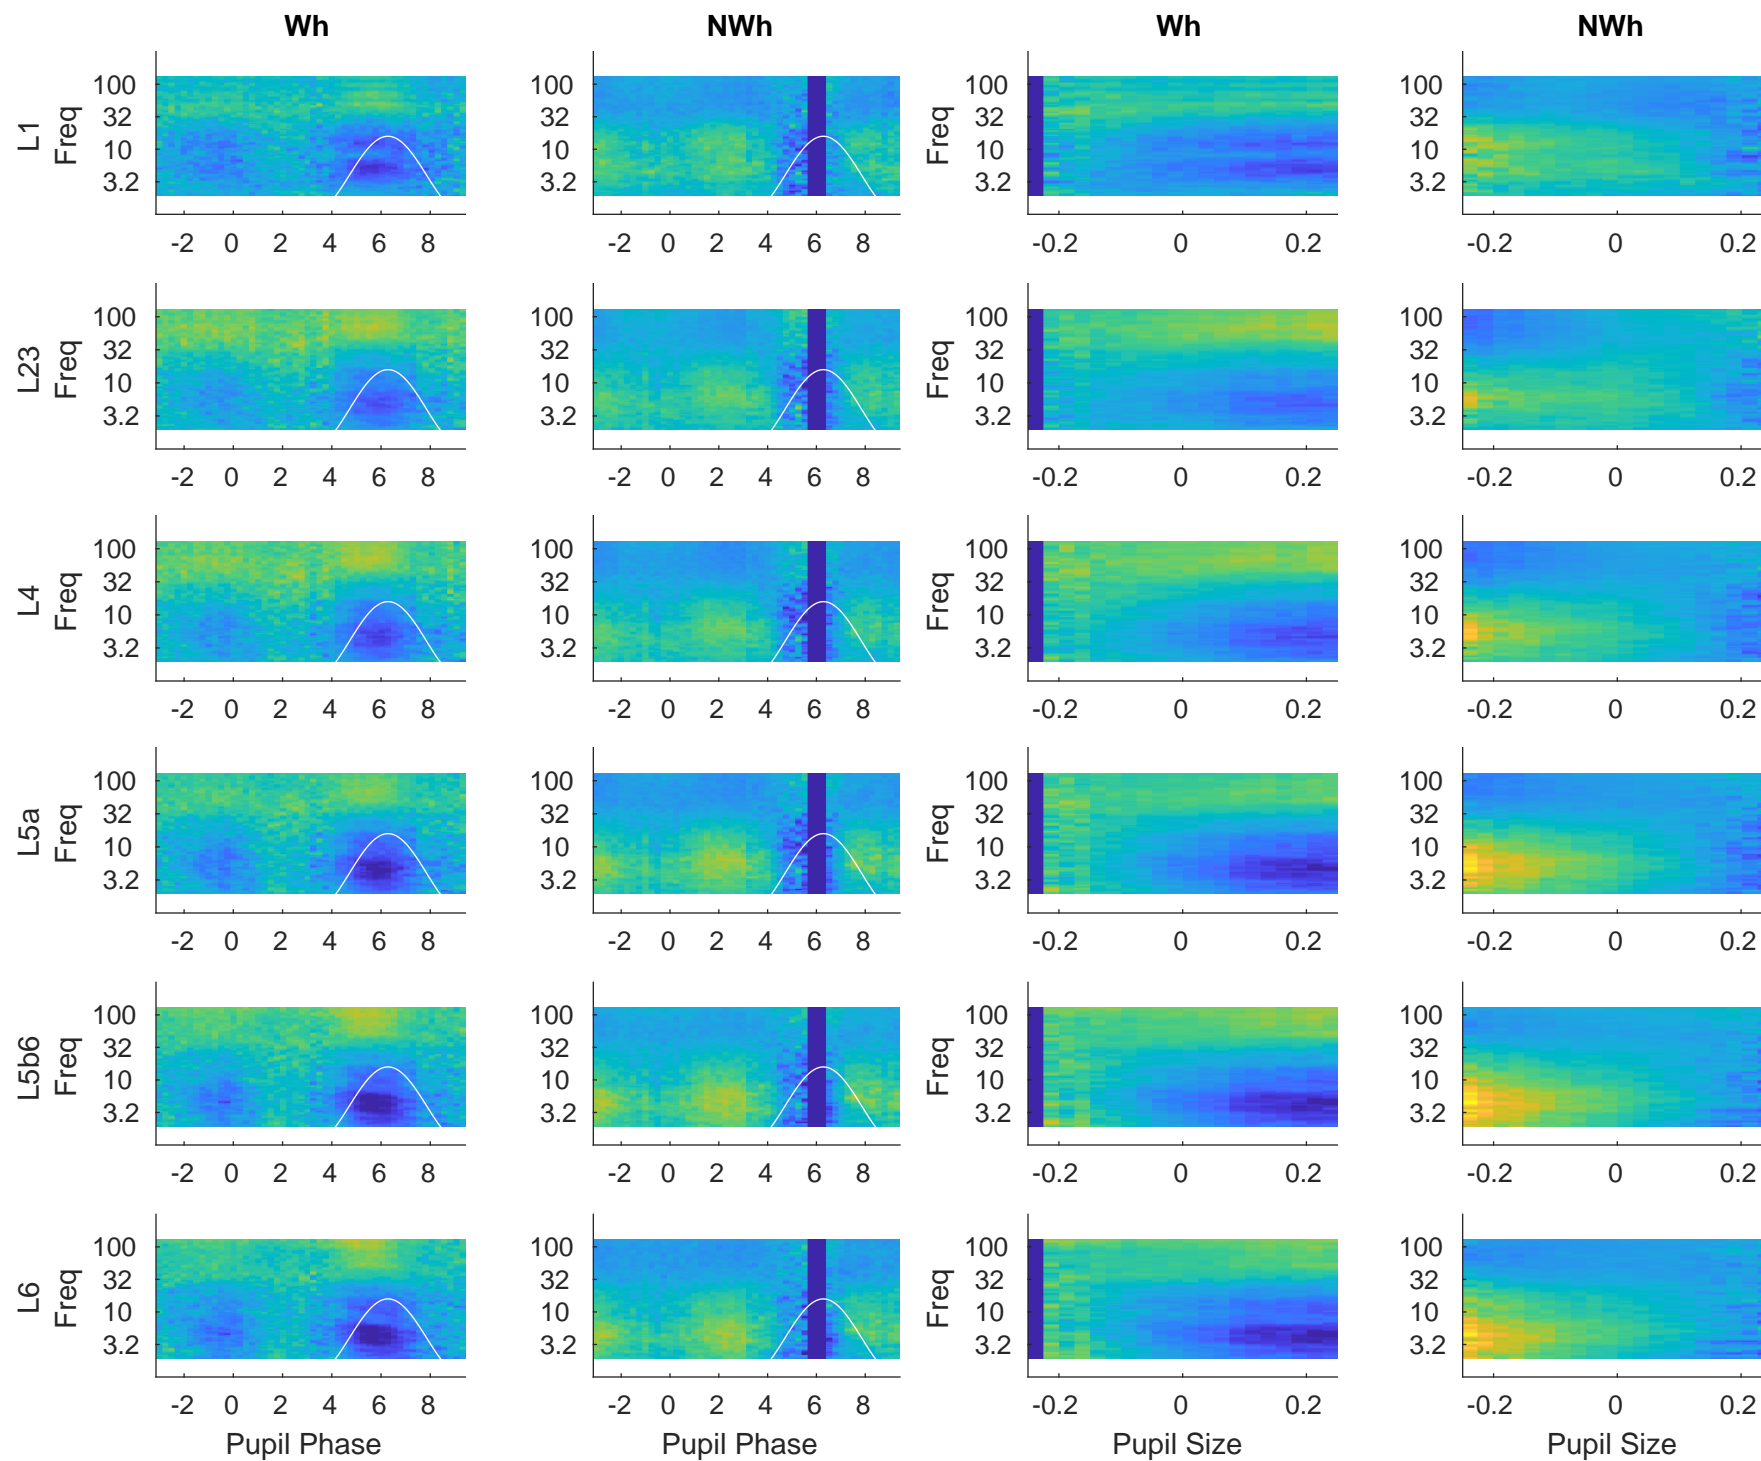 Wh NWh Wh NWh
L1
Freq 100 32 10 3.2 Freq 100 32 10 3.2
-2 0 2 4 6 8 -2 0 2 4 6 8 -0.2 0 0.2 -0.2 0 0.2
L23
Freq 100 32 10 3.2 100 32 10 3.2 Freq 100 32 10 3.2 100 32 10 3.2
-2 0 2 4 6 8 -2 0 2 4 6 8 -0.2 0 0.2 -0.2 0 0.2
L4
Freq 100 32 10 3.2 100 32 10 3.2 Freq 100 32 10 3.2 100 32 10 3.2
-2 0 2 4 6 8 -2 0 2 4 6 8 -0.2 0 0.2 -0.2 0 0.2
L5a
Freq 100 32 10 3.2 100 32 10 3.2 Freq 100 32 10 3.2 100 32 10 3.2
-2 0 2 4 6 8 -2 0 2 4 6 8 -0.2 0 0.2 -0.2 0 0.2
L5b6
Freq 100 32 10 3.2 100 32 10 3.2 Freq 100 32 10 3.2 100 32 10 3.2
-2 0 2 4 6 8 -2 0 2 4 6 8 -0.2 0 0.2 -0.2 0 0.2
L6
Freq 100 32 10 3.2 100 32 10 3.2 Freq 100 32 10 3.2 100 32 10 3.2
-2 0 2 4 6 8 -2 0 2 4 6 8 -0.2 0 0.2 -0.2 0 0.2
Pupil Phase Pupil Phase Pupil Size Pupil Size